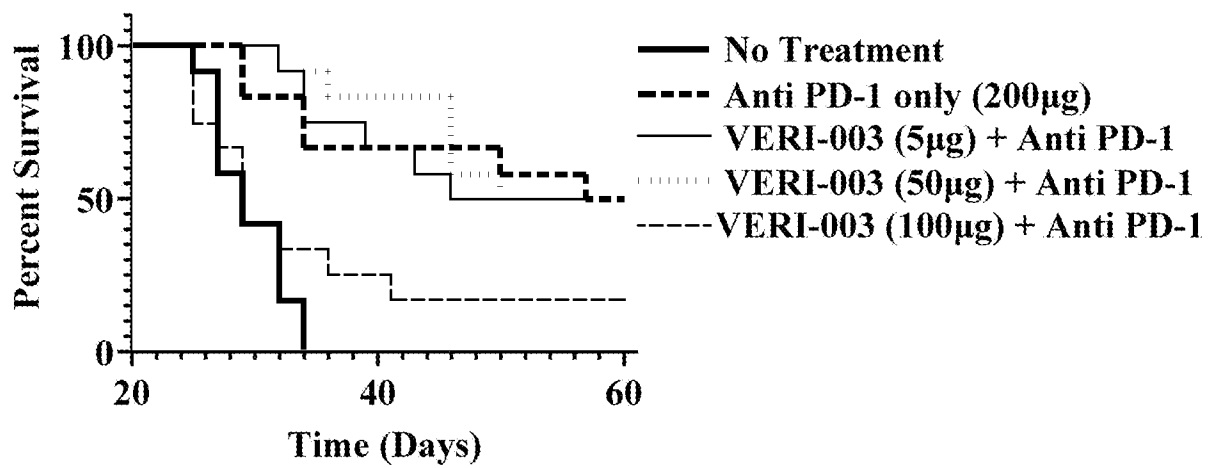 Percent Survival
100
50
0
20
40
60
Time (Days)
No Treatment
Anti PD-1 only (200μg)
VERI-003 (5μg) + Anti PD-1
VERI-003 (50μg) + Anti PD-1
VERI-003 (100μg) + Anti PD-1